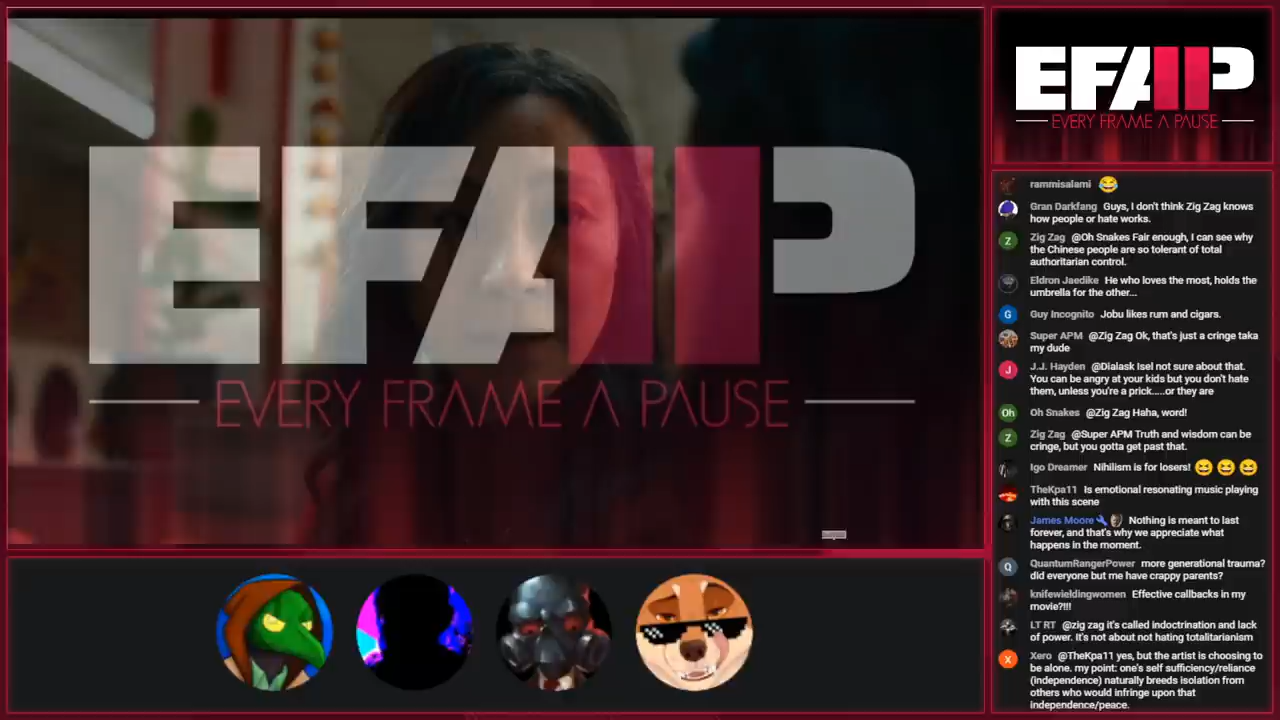 EFAP
EVERY FRAME A PAUSE
EFAP
EVERY FRAME A PAUSE
rammisalami 😂
Gran Darkfang Guys, I don't think Zig Zag knows
how people or hate works.
Z
Zig Zag @Oh Snakes Fair enough, I can see why
the Chinese people are so tolerant of total
authoritarian control.
Eldron Jaedike He who loves the most, holds the
umbrella for the other...
G
Guy Incognito Jobu likes rum and cigars.
Super APM @Zig Zag Ok, that's just a cringe taka
my dude
J
J.J. Hayden @Dialask Isel not sure about that.
You can be angry at your kids but you don't hate
them, unless you're a prick.....or they are
Oh
Oh Snakes @Zig Zag Haha, word!
Z
Zig Zag @Super APM Truth and wisdom can be
cringe, but you gotta get past that.
Igo Dreamer Nihilism is for losers! 😆 😆 😆
TheKpa11 Is emotional resonating music playing
with this scene
James Moore Nothing is meant to last
forever, and that's why we appreciate what
happens in the moment.
Q
QuantumRangerPower more generational trauma?
did everyone but me have crappy parents?
knifewieldingwomen Effective callbacks in my
movie?!!!
LT RT @zig zag it's called indoctrination and lack
of power. It's not about not hating totalitarianism
X
Xero @TheKpa11 yes, but the artist is choosing to
be alone. my point: one's self sufficiency/reliance
(independence) naturally breeds isolation from
others who would infringe upon that
independence/peace.